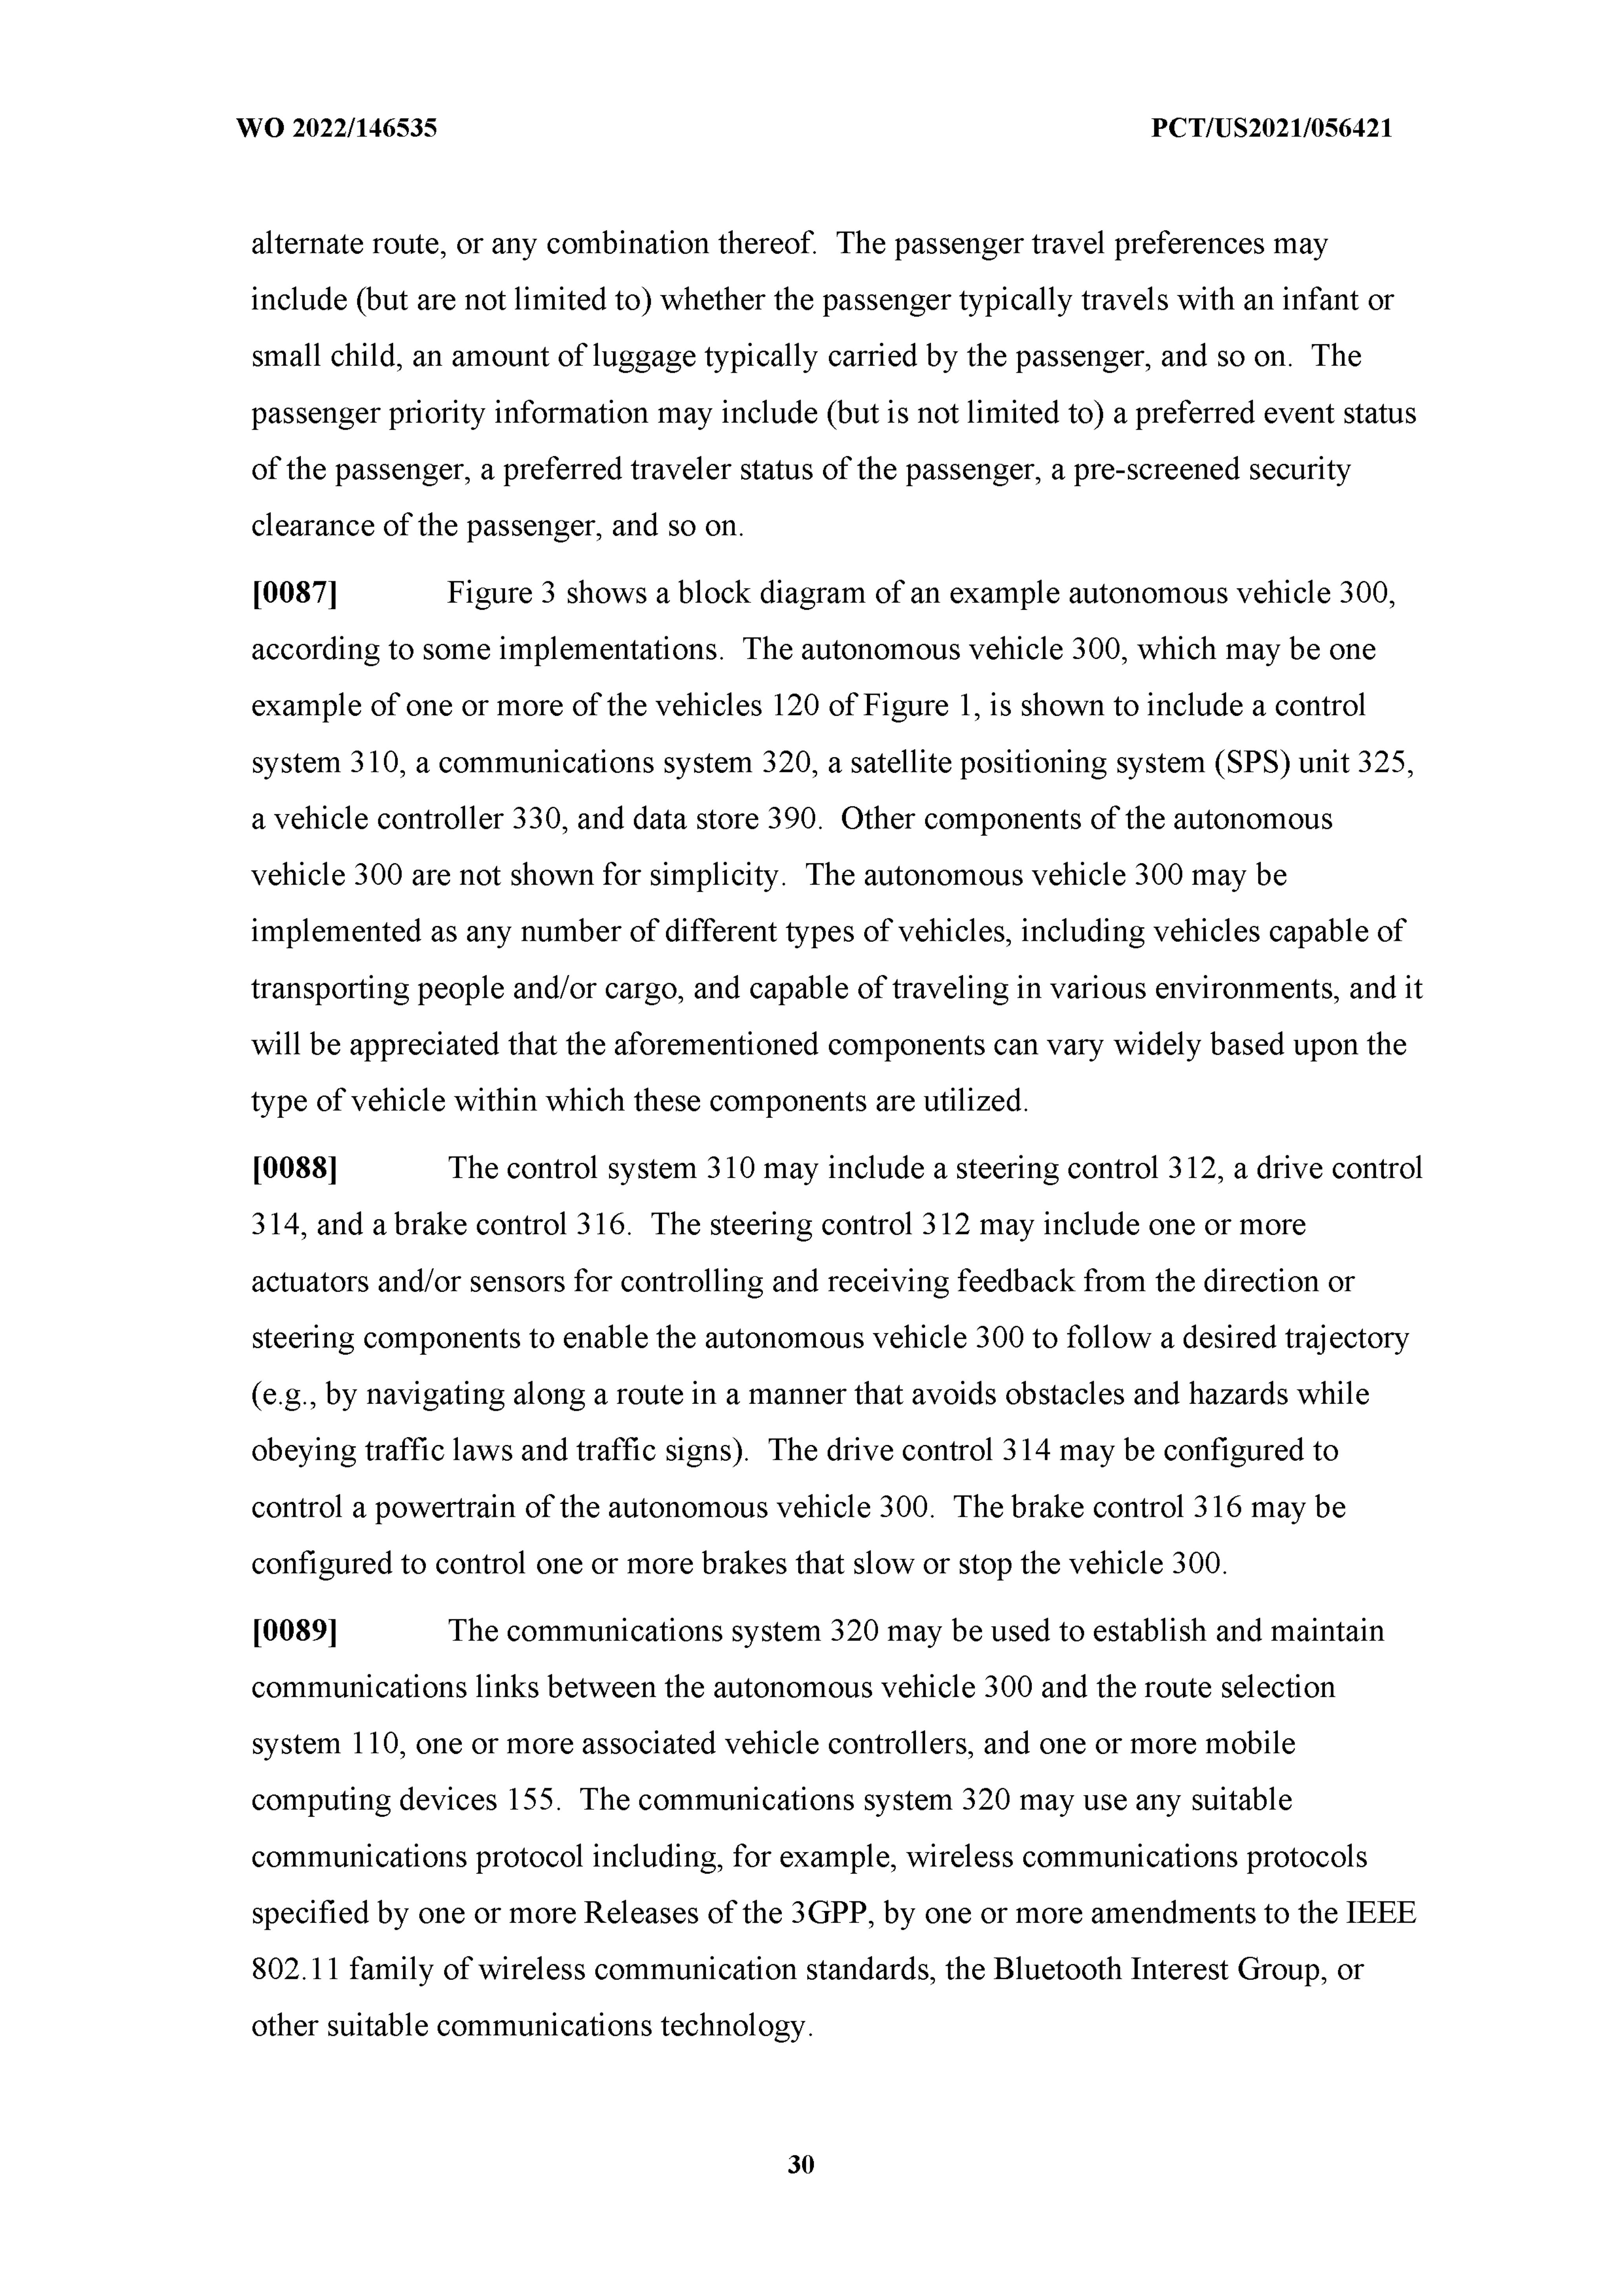 WO 2022/146535 PCT/US2021/056421
alternate route, or any combination thereof.  The passenger travel preferences may
include (but are not limited to) whether the passenger typically travels with an infant or
small child, an amount of luggage typically carried by the passenger, and so on.  The
passenger priority information may include (but is not limited to) a preferred event status
of the passenger, a preferred traveler status of the passenger, a pre-screened security
clearance of the passenger, and so on.
[0087] Figure 3 shows a block diagram of an example autonomous vehicle 300,
according to some implementations.  The autonomous vehicle 300, which may be one
example of one or more of the vehicles 120 of Figure 1, is shown to include a control
system 310, a communications system 320, a satellite positioning system (SPS) unit 325,
a vehicle controller 330, and data store 390.  Other components of the autonomous
vehicle 300 are not shown for simplicity.  The autonomous vehicle 300 may be
implemented as any number of different types of vehicles, including vehicles capable of
transporting people and/or cargo, and capable of traveling in various environments, and it
will be appreciated that the aforementioned components can vary widely based upon the
type of vehicle within which these components are utilized.
[0088] The control system 310 may include a steering control 312, a drive control
314, and a brake control 316.  The steering control 312 may include one or more
actuators and/or sensors for controlling and receiving feedback from the direction or
steering components to enable the autonomous vehicle 300 to follow a desired trajectory
(e.g., by navigating along a route in a manner that avoids obstacles and hazards while
obeying traffic laws and traffic signs).  The drive control 314 may be configured to
control a powertrain of the autonomous vehicle 300.  The brake control 316 may be
configured to control one or more brakes that slow or stop the vehicle 300.
[0089] The communications system 320 may be used to establish and maintain
communications links between the autonomous vehicle 300 and the route selection
system 110, one or more associated vehicle controllers, and one or more mobile
computing devices 155.  The communications system 320 may use any suitable
communications protocol including, for example, wireless communications protocols
specified by one or more Releases of the 3GPP, by one or more amendments to the IEEE
802.11 family of wireless communication standards, the Bluetooth Interest Group, or
other suitable communications technology.
30